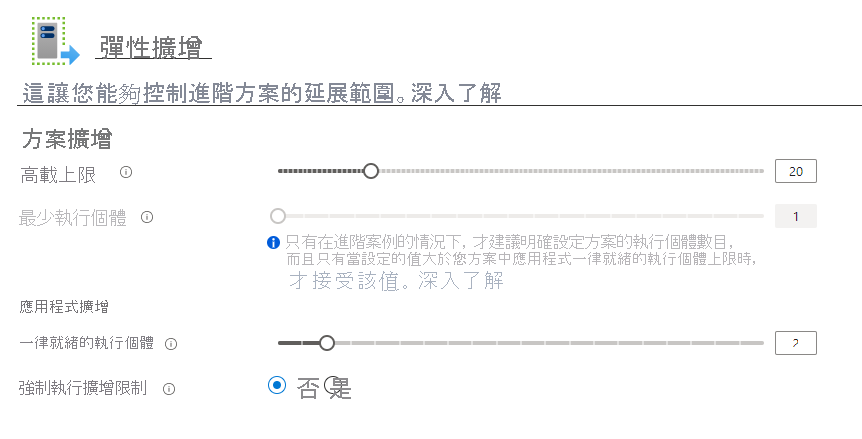 彈性擴增
這讓您能夠控制進階方案的延展範圍。深入了解
方案擴增
高載上限 20
最少執行個體 1
只有在進階案例的情況下，才建議明確設定方案的執行個體數目，
而且只有當設定的值大於您方案中應用程式一律就緒的執行個體上限時，
才接受該值。深入了解
應用程式擴增
一律就緒的執行個體 2
強制執行擴增限制 否 是